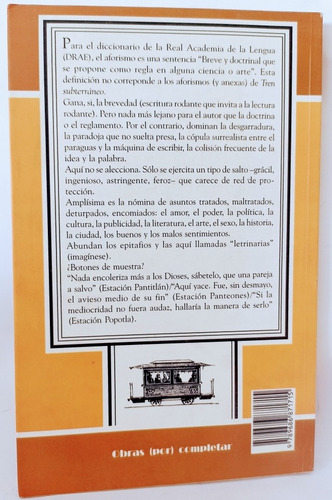 Para el diccionario de la Real Academia de la Lengua
(DRAE), el aforismo es una sentencia "Breve y doctrinal que
se propone como regla en alguna ciencia o arte". Esta
definición no correponde a los aforismos (y anexas) de Tren
subterráneo.
Gana, sí, la brevedad (escritura rodante que invita a la lectura
rodante). Pero nada más lejano para el autor que la doctrina
o el reglamento. Por el contrario, dominan la desgarradura,
la paradoja que no suelta presa, la cópula surrealista entre el
paraguas y la máquina de escribir, la colisión frecuente de la
idea y la palabra.
Aquí no se alecciona. Sólo se ejercita un tipo de salto –grácil,
ingenioso, astringente, feroz– que carece de red de pro-
tección.
Amplísima es la nómina de asuntos tratados, maltratados,
deturpados, encomiados: el amor, el poder, la política, la
cultura, la publicidad, la literatura, el arte, el sexo, la historia,
la ciudad, los buenos y los malos sentimientos.
Abundan los epitafios y las aquí llamadas "letrinarias"
(imagínese).
¿Botones de muestra?
"Nada encoleriza más a los Dioses, sábetelo, que una pareja
a salvo" (Estación Pantitlán)/"Aquí yace. Fue, sin desmayo,
el avieso medio de su fin" (Estación Panteones)/"Si la
mediocridad no fuera audaz, hallaría la manera de serlo"
(Estación Popotla).
Obras (por) completar